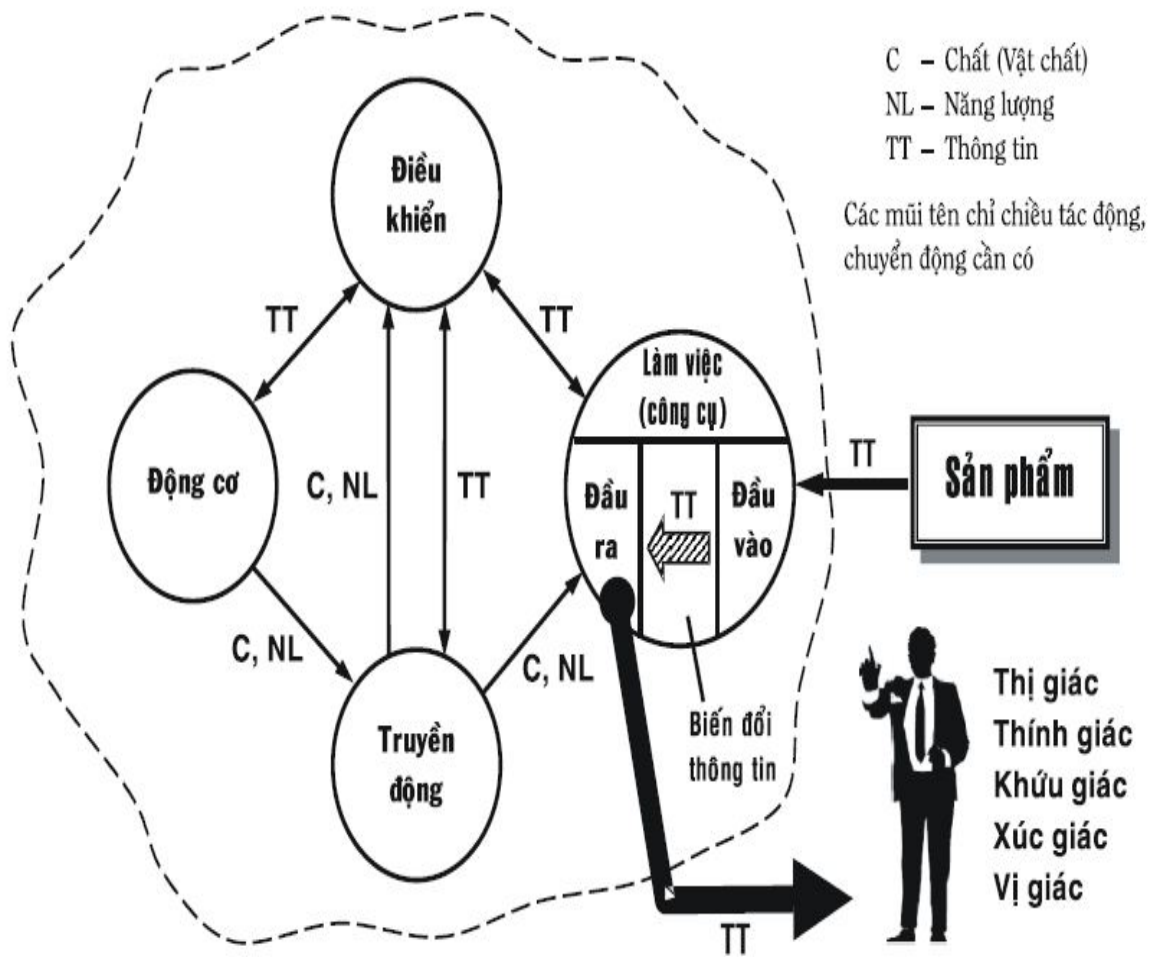 C – Chất (Vật chất)
NL – Năng lượng
TT – Thông tin
Các mũi tên chỉ chiều tác động,
chuyển động cần có
Điều
khiển
TT
TT
Làm việc
(công cụ)
Động cơ
C, NL
TT
Đầu
ra
TT
Đầu
vào
TT
Sản phẩm
C, NL
C, NL
Truyền
động
Biến đổi
thông tin
Thị giác
Thính giác
Khứu giác
Xúc giác
Vị giác
TT